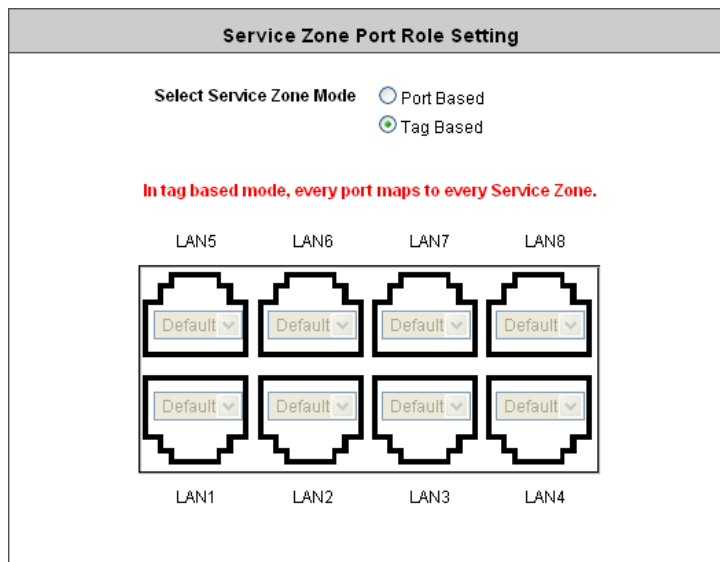 Service Zone Port Role Setting
Select Service Zone Mode Port Based
Tag Based
In tag based mode, every port maps to every Service Zone.
LAN5 LAN6 LAN7 LAN8
Default Default Default Default
Default Default Default Default
LAN1 LAN2 LAN3 LAN4